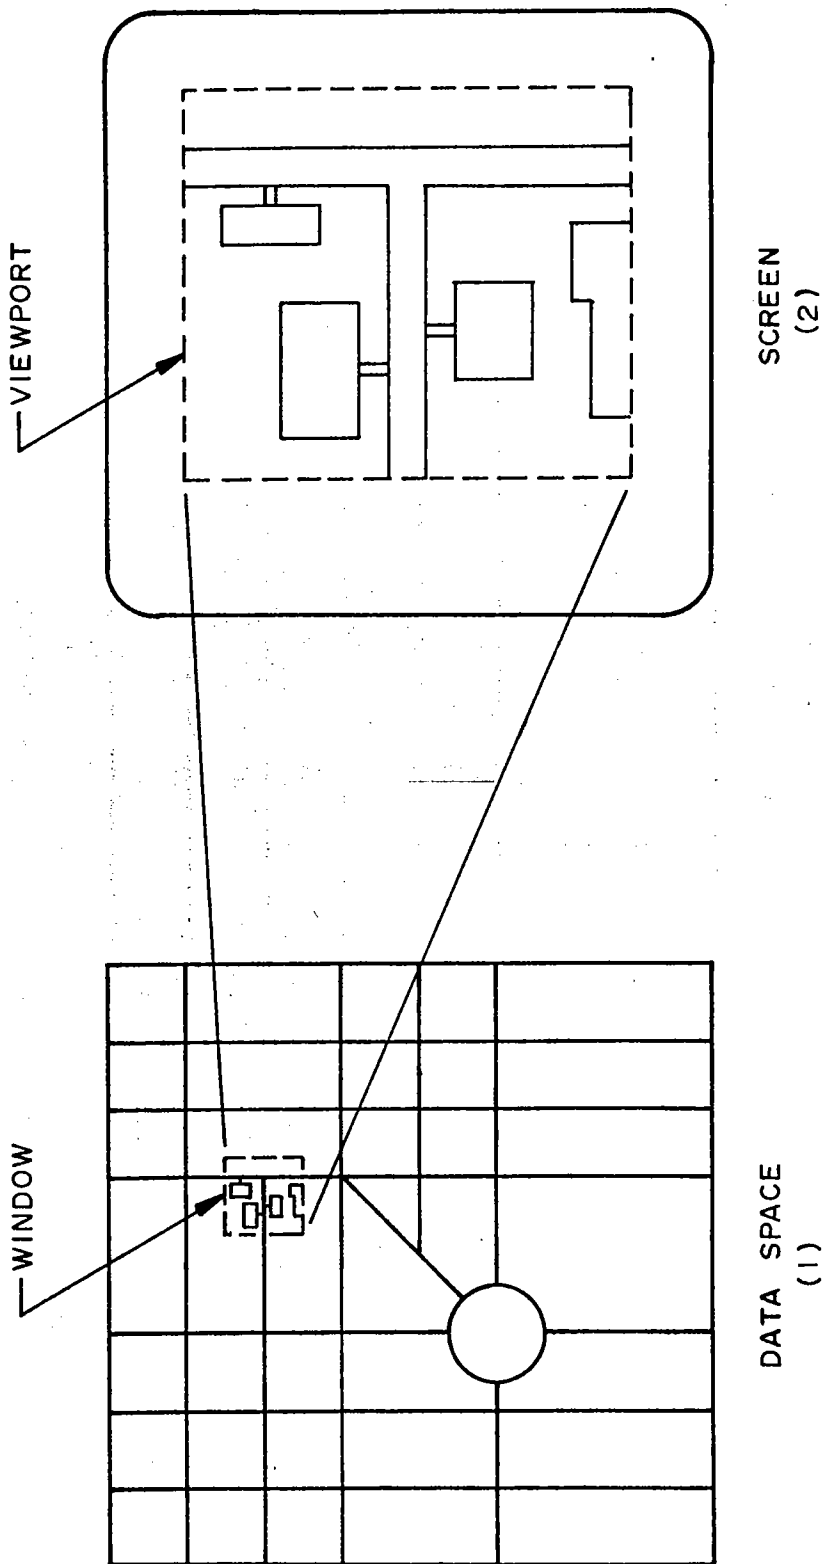 WINDOW
VIEWPORT
DATA SPACE
(1)
SCREEN
(2)